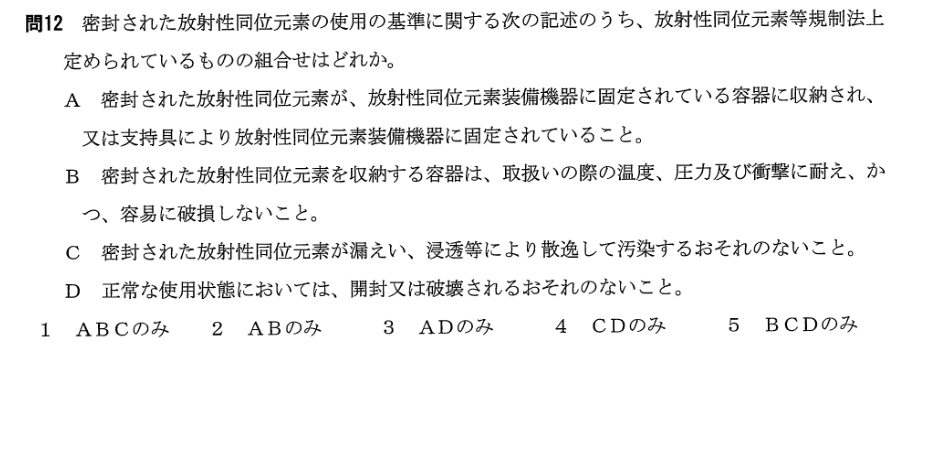 問12 密封された放射性同位元素の使用の基準に関する次の記述のうち、放射性同位元素等規制法上
定められているものの組合せはどれか。
A 密封された放射性同位元素が、放射性同位元素装備機器に固定されている容器に収納され、
又は支持具により放射性同位元素装備機器に固定されていること。
B 密封された放射性同位元素を収納する容器は、取扱いの際の温度、圧力及び衝撃に耐え、か
つ、容易に破損しないこと。
C 密封された放射性同位元素が漏えい、浸透等により散逸して汚染するおそれのないこと。
D 正常な使用状態においては、開封又は破壊されるおそれのないこと。
1 ABCのみ 2 ABのみ 3 ADのみ 4 CDのみ 5 BCDのみ